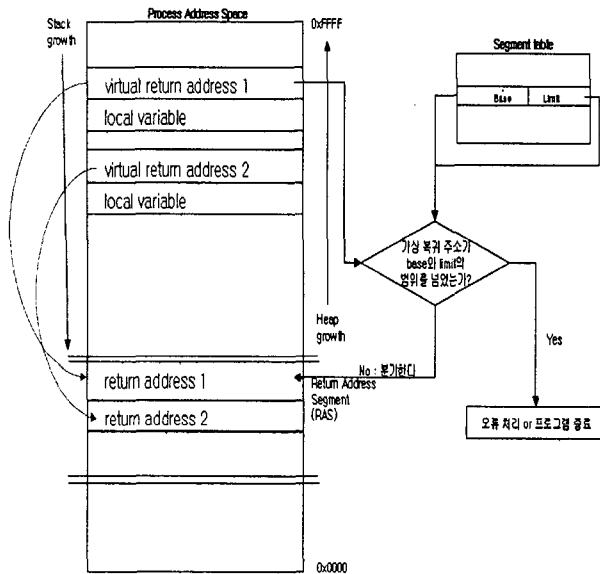 Process Address Space
Stack
growth
0xFFFF
virtual return address 1
local variable
virtual return address 2
local variable
Segment table
Base
Limit
가상 복귀 주소가
base와 limit의
범위를 넘었는가?
Heap
growth
Yes
No : 분기한다
return address 1
return address 2
Return Address
Segment
(RAS)
오류 처리 or 프로그램 종료
0x0000